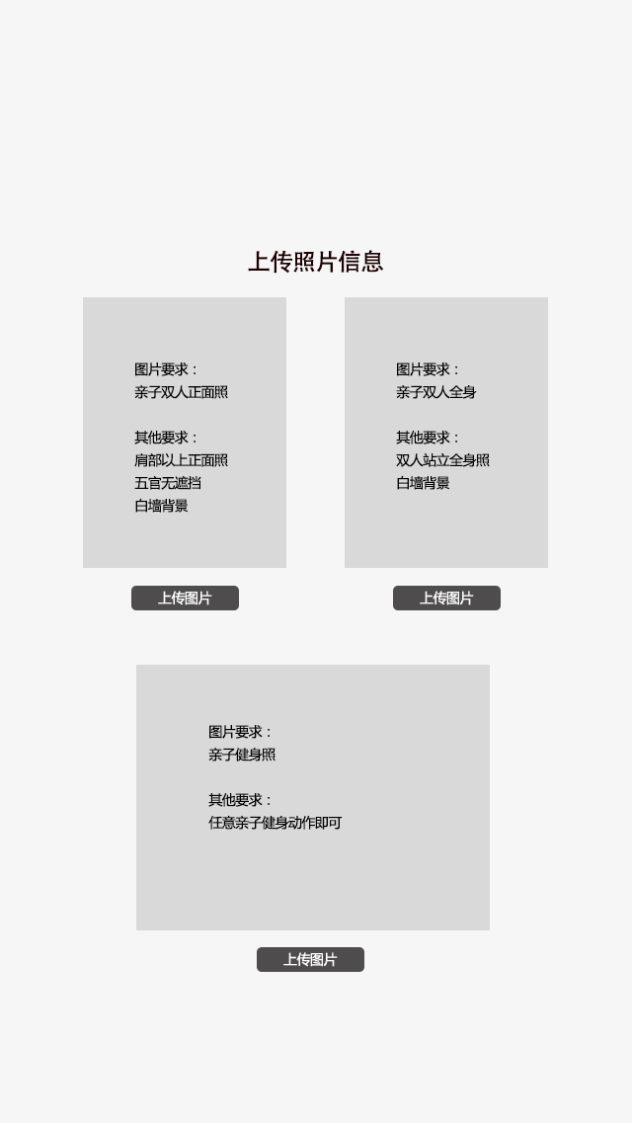 上传照片信息
图片要求：
亲子双人正面照
其他要求：
肩部以上正面照
五官无遮挡
白墙背景
上传图片
图片要求：
亲子双人全身
其他要求：
双人站立全身照
白墙背景
上传图片
图片要求：
亲子健身照
其他要求：
任意亲子健身动作即可
上传图片